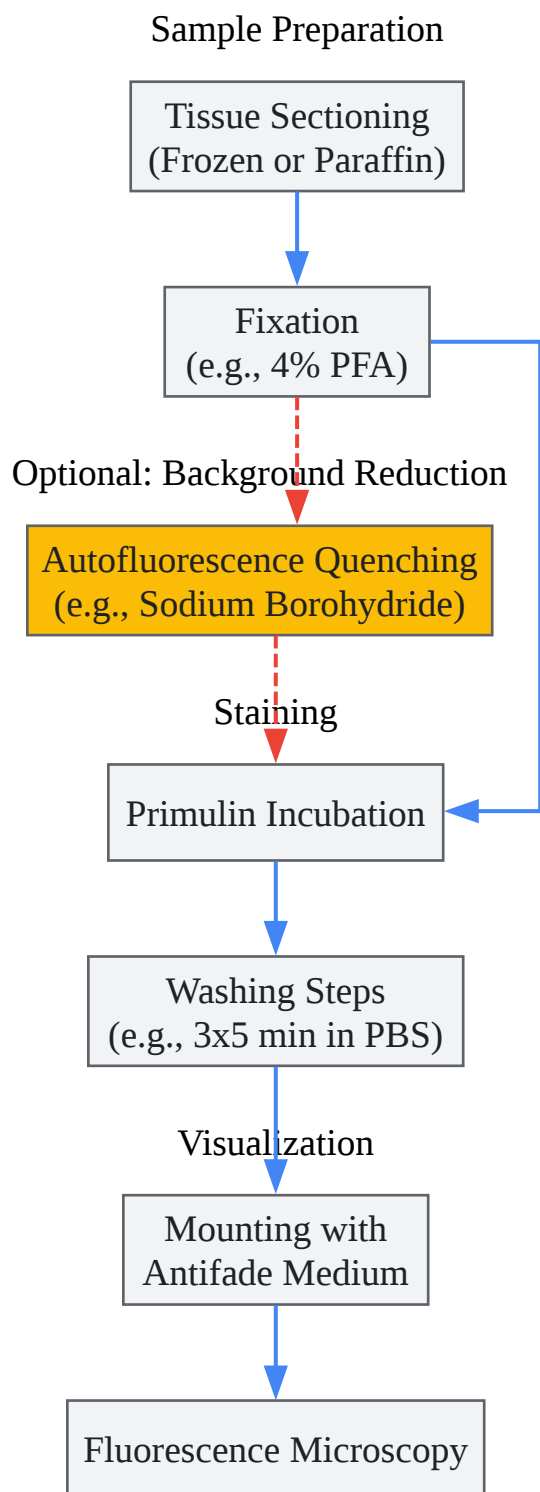 Sample Preparation
Tissue Sectioning
(Frozen or Paraffin)
Fixation
(e.g., 4% PFA)
Optional: Background Reduction
Autofluorescence Quenching
(e.g., Sodium Borohydride)
Staining
Primulin Incubation
Washing Steps
(e.g., 3x5 min in PBS)
Visualization
Mounting with
Antifade Medium
Fluorescence Microscopy